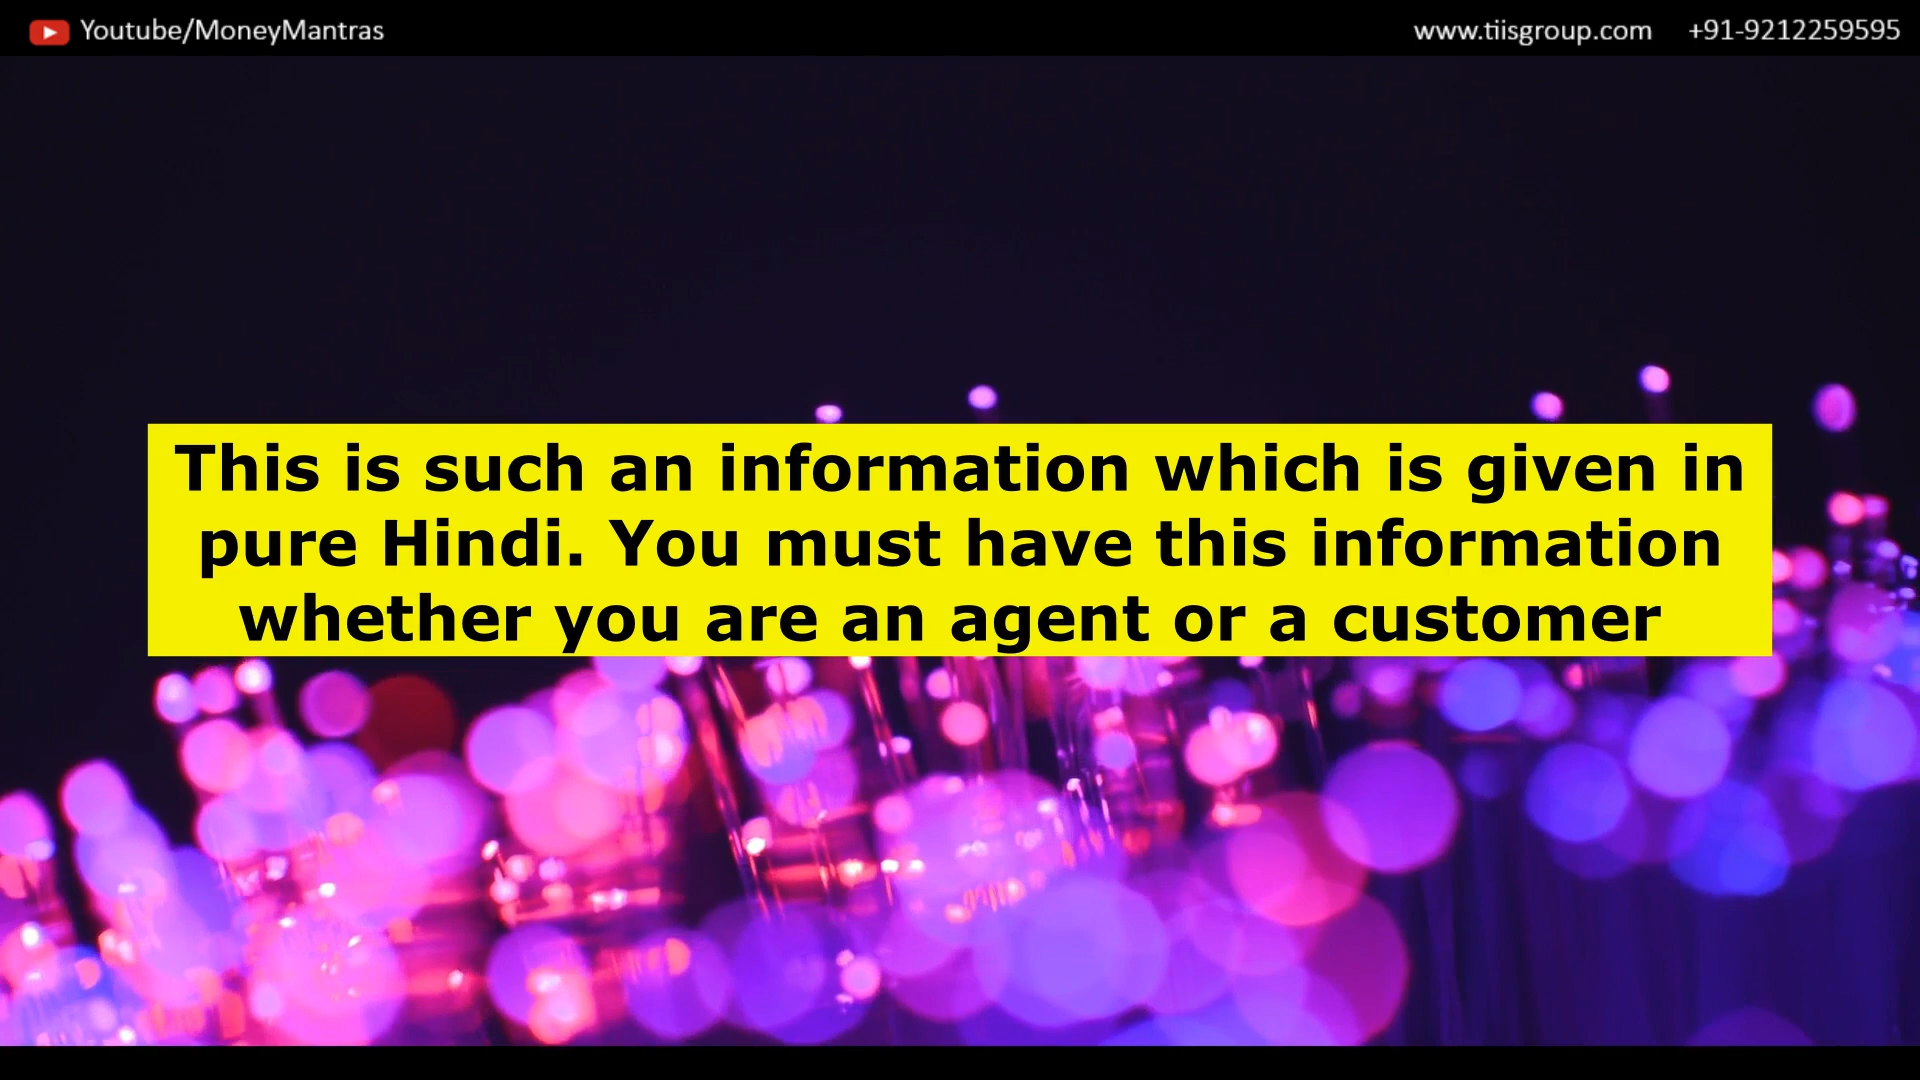 Youtube/MoneyMantras
www.tiisgroup.com +91-9212259595
This is such an information which is given in
pure Hindi. You must have this information
whether you are an agent or a customer